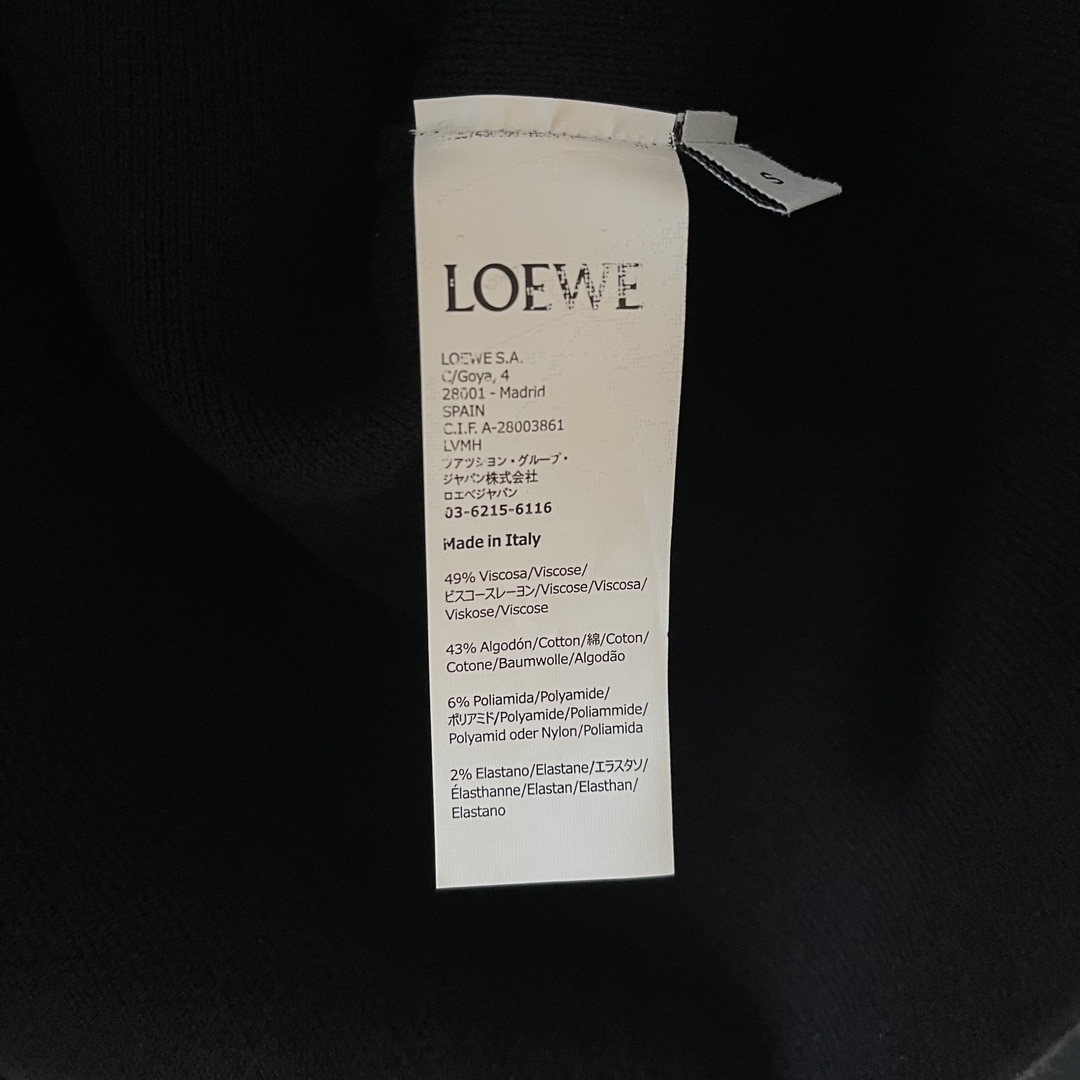 S
LOEWE
LOEWE S.A.
C/Goya, 4
28001 - Madrid
SPAIN
C.I.F. A-28003861
LVMH
ファッション・グループ・
ジャパン株式会社
ロエベジャパン
03-6215-6116
Made in Italy
49% Viscosa/Viscose/
ビスコースレーヨン/Viscose/Viscosa/
Viskose/Viscose
43% Algodón/Cotton/綿/Coton/
Cotone/Baumwolle/Algodão
6% Poliamida/Polyamide/
ポリアミド/Polyamide/Poliammide/
Polyamid oder Nylon/Poliamida
2% Elastano/Elastane/エラスタン/
Élasthanne/Elastan/Elasthan/
Elastano